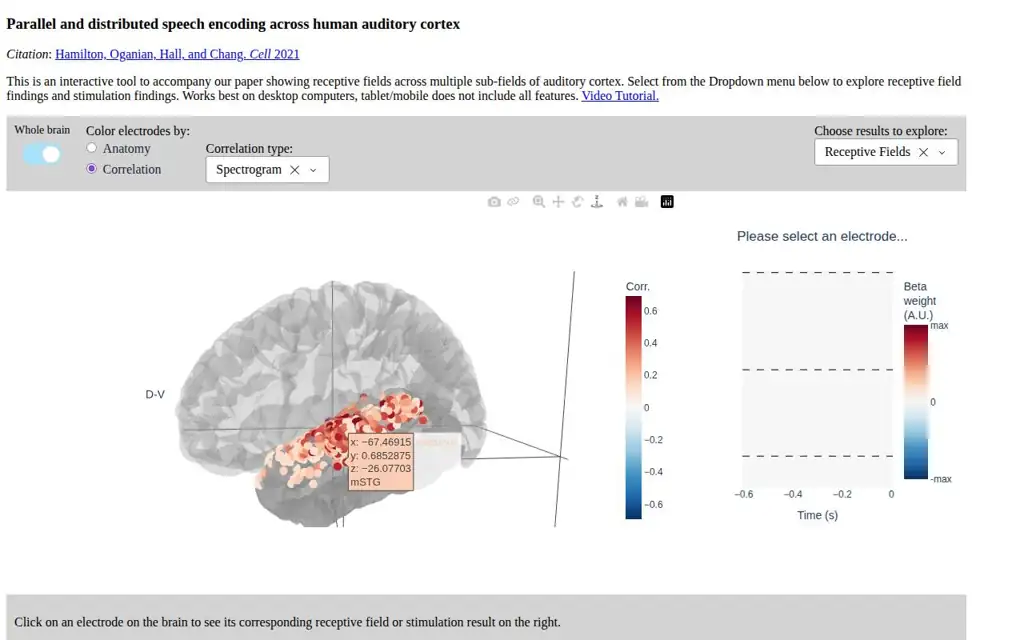 Parallel and distributed speech encoding across human auditory cortex
Citation: Hamilton, Oganian, Hall, and Chang. Cell 2021
This is an interactive tool to accompany our paper showing receptive fields across multiple sub-fields of auditory cortex. Select from the Dropdown menu below to explore receptive field
findings and stimulation findings. Works best on desktop computers, tablet/mobile does not include all features. Video Tutorial.
Whole brain
Color electrodes by:
Anatomy
Correlation
Correlation type:
Spectrogram
Choose results to explore:
Receptive Fields
D-V
x: −67.46915
y: 0.6852875
z: −26.07703
mSTG
Corr.
0.6
0.4
0.2
0
−0.2
−0.4
−0.6
Please select an electrode...
−0.6
−0.4
−0.2
0
Time (s)
Beta
weight
(A.U.)
max
0
-max
Click on an electrode on the brain to see its corresponding receptive field or stimulation result on the right.